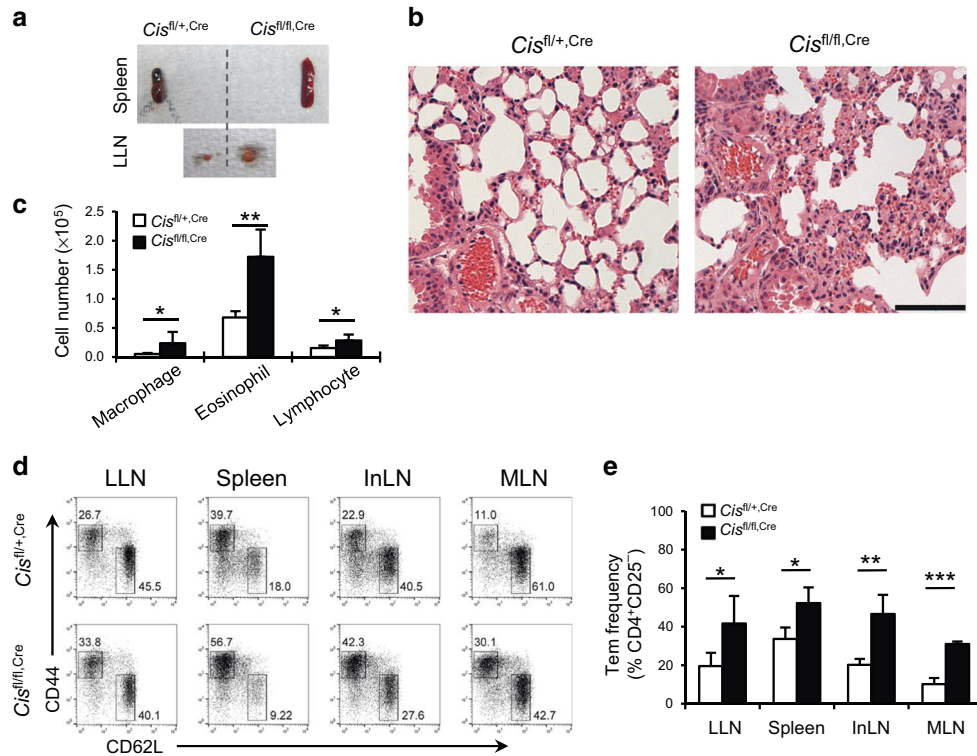 a
Cis^fl/+,Cre Cis^fl/fl,Cre
Spleen
LLN
b
Cis^fl/+,Cre Cis^fl/fl,Cre
c
Cell number (×10⁵)
2.5
2.0
1.5
1.0
0.5
0.0
Cis^fl/+,Cre
Cis^fl/fl,Cre
* ** *
Macrophage Eosinophil Lymphocyte
d
LLN Spleen InLN MLN
Cis^fl/+,Cre
26.7 39.7 22.9 11.0
45.5 18.0 40.5 61.0
Cis^fl/fl,Cre
33.8 56.7 42.3 30.1
40.1 9.22 27.6 42.7
CD44
CD62L
e
Tem frequency
(% CD4⁺CD25⁻)
100
80
60
40
20
0
Cis^fl/+,Cre
Cis^fl/fl,Cre
* * ** ***
LLN Spleen InLN MLN